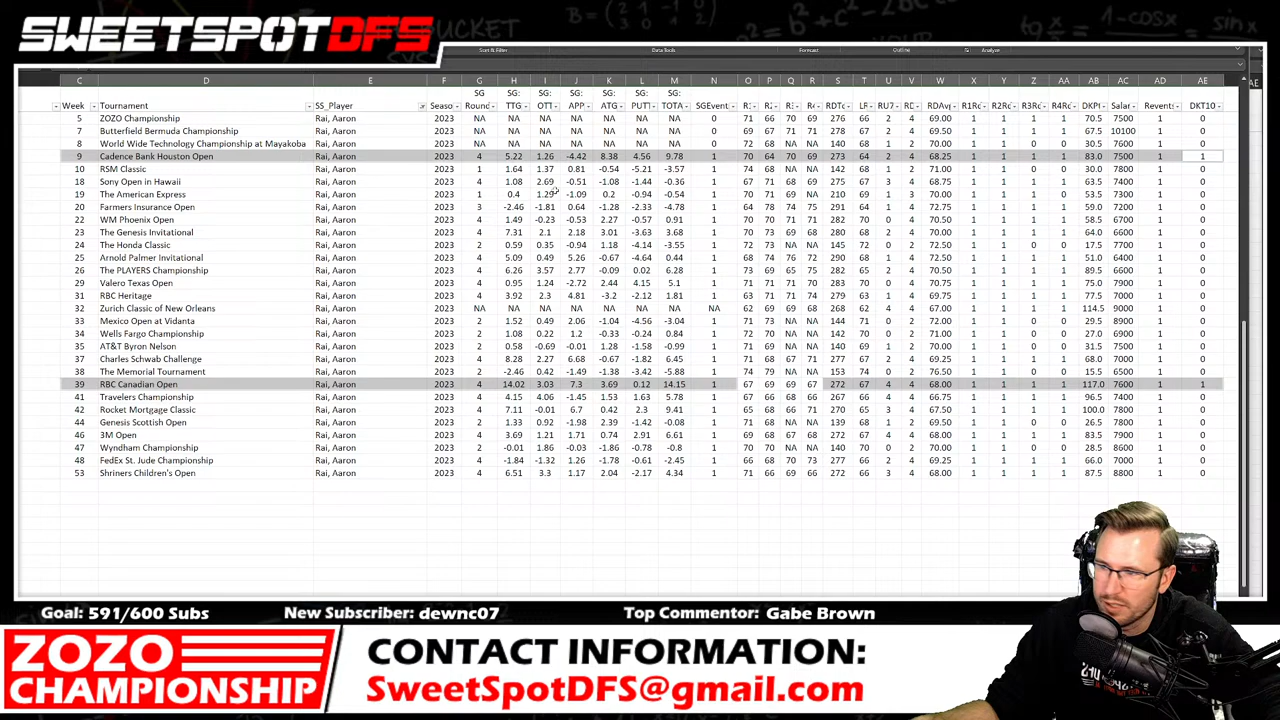 SWEETSPOTDFS
Sort & Filter Data Tools Forecast Outline Analyze
C D E F G H I J K L M N O P Q R S T U V W X Y Z AA AB AC AD AE
SG SG: SG: SG: SG: SG: SG:
Week Tournament SS_Player Seaso Round TTG OTT APP ATG PUT TOTA SGEvent RDTo LF RU7 RDAv R1Rd R2Rd R3Rd R4Rd DKPt Salar Revents DKT10
5 ZOZO Championship Rai, Aaron 2023 NA NA NA NA NA NA NA 0 71 66 70 69 276 66 2 4 69.00 1 1 1 1 70.5 7500 1 0
7 Butterfield Bermuda Championship Rai, Aaron 2023 NA NA NA NA NA NA NA 0 69 67 71 71 278 67 2 4 69.50 1 1 1 1 67.5 10100 1 0
8 World Wide Technology Championship at Mayakoba Rai, Aaron 2023 NA NA NA NA NA NA NA 0 72 68 NA NA 140 68 1 2 70.00 1 1 0 0 30.5 7600 1 0
9 Cadence Bank Houston Open Rai, Aaron 2023 4 5.22 1.26 -4.42 8.38 4.56 9.78 1 70 64 70 69 273 64 2 4 68.25 1 1 1 1 83.0 7500 1 1
10 RSM Classic Rai, Aaron 2023 1 1.64 1.37 0.81 -0.54 -5.21 -3.57 1 74 68 NA NA 142 68 1 2 71.00 1 1 0 0 30.0 7800 1 0
18 Sony Open in Hawaii Rai, Aaron 2023 4 1.08 2.69 -0.51 -1.08 -1.44 -0.36 1 67 71 68 69 275 67 3 4 68.75 1 1 1 1 63.5 7400 1 0
19 The American Express Rai, Aaron 2023 1 0.4 1.29 -1.09 0.2 -0.94 -0.54 1 70 71 69 NA 210 69 1 3 70.00 1 1 1 0 53.5 7300 1 0
20 Farmers Insurance Open Rai, Aaron 2023 3 -2.46 -1.81 0.64 -1.28 -2.33 -4.78 1 64 78 74 75 291 64 1 4 72.75 1 1 1 1 59.0 7200 1 0
22 WM Phoenix Open Rai, Aaron 2023 4 1.49 -0.23 -0.53 2.27 -0.57 0.91 1 70 70 71 71 282 70 0 4 70.50 1 1 1 1 58.5 6700 1 0
23 The Genesis Invitational Rai, Aaron 2023 4 7.31 2.1 2.18 3.01 -3.63 3.68 1 70 73 69 68 280 68 2 4 70.00 1 1 1 1 64.0 6600 1 0
24 The Honda Classic Rai, Aaron 2023 2 0.59 0.35 -0.94 1.18 -4.14 -3.55 1 72 73 NA NA 145 72 0 2 72.50 1 1 0 0 17.5 7700 1 0
25 Arnold Palmer Invitational Rai, Aaron 2023 4 5.09 0.49 5.26 -0.67 -4.64 0.44 1 68 74 72 76 290 68 1 4 72.50 1 1 1 1 51.0 6400 1 0
26 The PLAYERS Championship Rai, Aaron 2023 4 6.26 3.57 2.77 -0.09 0.02 6.28 1 73 69 65 75 282 65 2 4 70.50 1 1 1 1 89.5 6600 1 0
29 Valero Texas Open Rai, Aaron 2023 4 0.95 1.24 -2.72 2.44 4.15 5.1 1 74 70 69 70 283 69 1 4 70.75 1 1 1 1 75.0 7900 1 0
31 RBC Heritage Rai, Aaron 2023 4 3.92 2.3 4.81 -3.2 -2.12 1.81 1 63 71 71 74 279 63 1 4 69.75 1 1 1 1 77.5 7000 1 0
32 Zurich Classic of New Orleans Rai, Aaron 2023 NA NA NA NA NA NA NA NA 62 69 68 69 268 62 4 4 67.00 1 1 1 1 114.5 9000 1 0
33 Mexico Open at Vidanta Rai, Aaron 2023 2 1.52 0.49 2.06 -1.04 -4.56 -3.04 1 73 71 NA NA 144 71 0 2 72.00 1 1 0 0 29.5 8200 1 0
34 Wells Fargo Championship Rai, Aaron 2023 2 1.08 0.22 1.2 -0.33 -0.24 0.84 1 72 70 NA NA 142 70 0 2 71.00 1 1 0 0 27.0 6900 1 0
35 AT&T Byron Nelson Rai, Aaron 2023 2 0.58 -0.69 -0.01 1.28 -1.58 -0.99 1 71 69 NA NA 140 69 1 2 70.00 1 1 0 0 31.5 7500 1 0
37 Charles Schwab Challenge Rai, Aaron 2023 4 8.28 2.27 6.68 -0.67 -1.82 6.45 1 71 68 67 71 277 67 2 4 69.25 1 1 1 1 68.0 7000 1 0
38 The Memorial Tournament Rai, Aaron 2023 2 -2.46 0.42 -1.49 -1.38 -3.42 -5.88 1 74 79 NA NA 153 74 0 2 76.50 1 1 0 0 15.5 6500 1 0
39 RBC Canadian Open Rai, Aaron 2023 4 14.02 3.03 7.3 3.69 0.12 14.15 1 67 69 69 67 272 67 4 4 68.00 1 1 1 1 117.0 7600 1 1
41 Travelers Championship Rai, Aaron 2023 4 4.15 4.06 -1.45 1.53 1.63 5.78 1 67 66 68 66 267 66 4 4 66.75 1 1 1 1 96.5 7400 1 0
42 Rocket Mortgage Classic Rai, Aaron 2023 4 7.11 -0.01 6.7 0.42 2.3 9.41 1 65 68 66 71 270 65 3 4 67.50 1 1 1 1 100.0 7800 1 0
44 Genesis Scottish Open Rai, Aaron 2023 2 1.33 0.92 -1.98 2.39 -1.42 -0.08 1 71 68 NA NA 139 68 1 2 69.50 1 1 0 0 26.5 7800 1 0
46 3M Open Rai, Aaron 2023 4 3.69 1.21 1.71 0.74 2.91 6.61 1 70 67 68 67 272 67 3 4 68.00 1 1 1 1 83.5 7900 1 0
47 Wyndham Championship Rai, Aaron 2023 2 -0.01 1.86 -0.03 -1.86 -0.78 -0.8 1 70 70 NA NA 140 70 0 2 70.00 1 1 0 0 28.5 8600 1 0
48 FedEx St. Jude Championship Rai, Aaron 2023 4 -1.84 -1.32 1.26 -1.78 -0.61 -2.45 1 66 68 70 73 277 66 2 4 69.25 1 1 1 1 67.0 7000 1 0
53 Shriners Children's Open Rai, Aaron 2023 4 6.51 3.3 1.17 2.04 -2.17 4.34 1 68 69 69 66 272 66 3 4 68.00 1 1 1 1 87.5 8800 1 0
Goal: 591/600 Subs New Subscriber: dewnc07 Top Commentor: Gabe Brown
ZOZO
CHAMPIONSHIP
CONTACT INFORMATION:
SweetSpotDFS@gmail.com